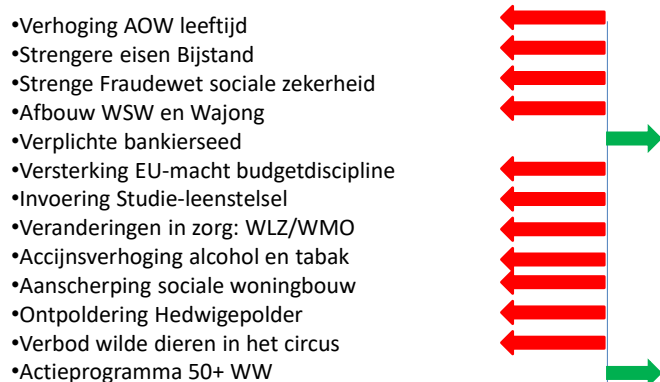 •Verhoging AOW leeftijd
•Strengere eisen Bijstand
•Strenge Fraudewet sociale zekerheid
•Afbouw WSW en Wajong
•Verplichte bankierseed
•Versterking EU-macht budgetdiscipline
•Invoering Studie-leenstelsel
•Veranderingen in zorg: WLZ/WMO
•Accijnsverhoging alcohol en tabak
•Aanscherping sociale woningbouw
•Ontpoldering Hedwigepolder
•Verbod wilde dieren in het circus
•Actieprogramma 50+ WW